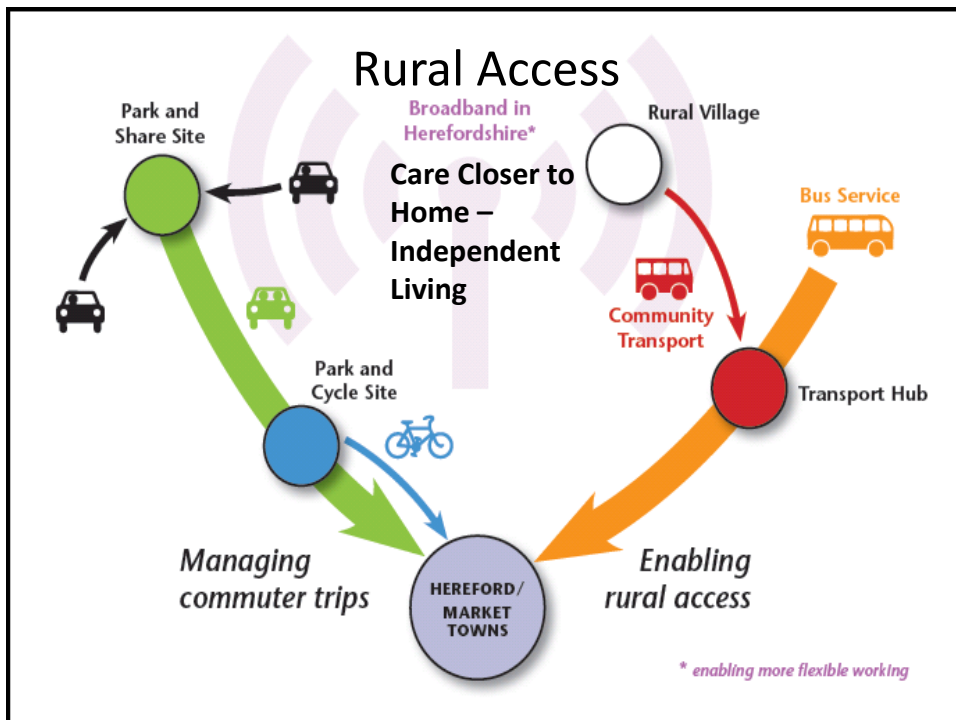 Rural Access
Park and
Share Site
Broadband in
Herefordshire*
Rural Village
Care Closer to
Home –
Independent
Living
Bus Service
Community
Transport
Park and
Cycle Site
Transport Hub
Managing
commuter trips
HEREFORD/
MARKET
TOWNS
Enabling
rural access
* enabling more flexible working